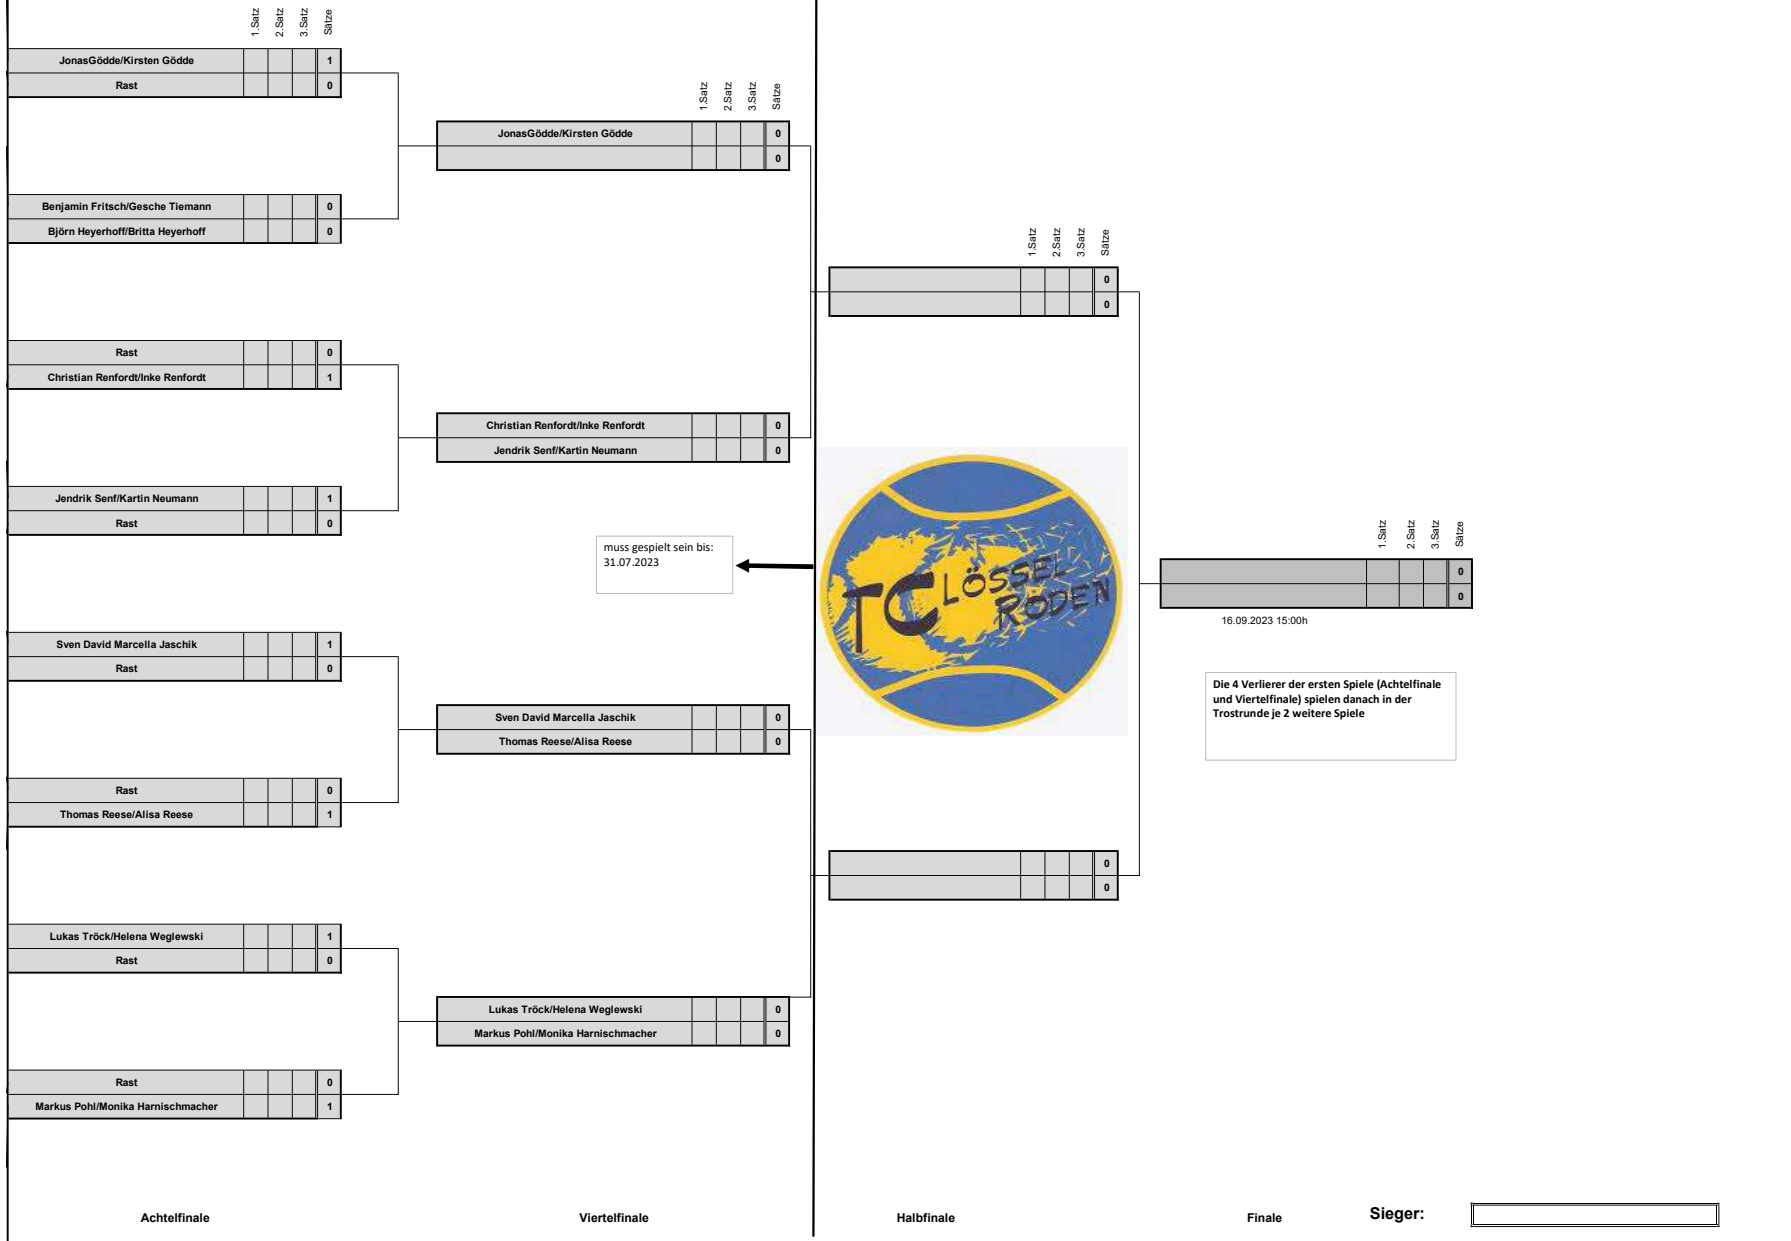 1.Satz 2.Satz 3.Satz Sätze
JonasGödde/Kirsten Gödde 1
Rast 0
Benjamin Fritsch/Gesche Tiemann 0
Björn Heyerhoff/Britta Heyerhoff 0
Rast 0
Christian Renfordt/Inke Renfordt 1
Jendrik Senf/Kartin Neumann 1
Rast 0
Sven David Marcella Jaschik 1
Rast 0
Rast 0
Thomas Reese/Alisa Reese 1
Lukas Tröck/Helena Weglewski 1
Rast 0
Rast 0
Markus Pohl/Monika Harnischmacher 1
Achtelfinale
1.Satz 2.Satz 3.Satz Sätze
JonasGödde/Kirsten Gödde 0
0
Christian Renfordt/Inke Renfordt 0
Jendrik Senf/Kartin Neumann 0
muss gespielt sein bis:
31.07.2023
Sven David Marcella Jaschik 0
Thomas Reese/Alisa Reese 0
Lukas Tröck/Helena Weglewski 0
Markus Pohl/Monika Harnischmacher 0
Viertelfinale
1.Satz 2.Satz 3.Satz Sätze
0
0
TC LÖSSEL
RODEN
0
0
Halbfinale
1.Satz 2.Satz 3.Satz Sätze
0
0
16.09.2023 15:00h
Die 4 Verlierer der ersten Spiele (Achtelfinale
und Viertelfinale) spielen danach in der
Trostrunde je 2 weitere Spiele
Finale
Sieger: